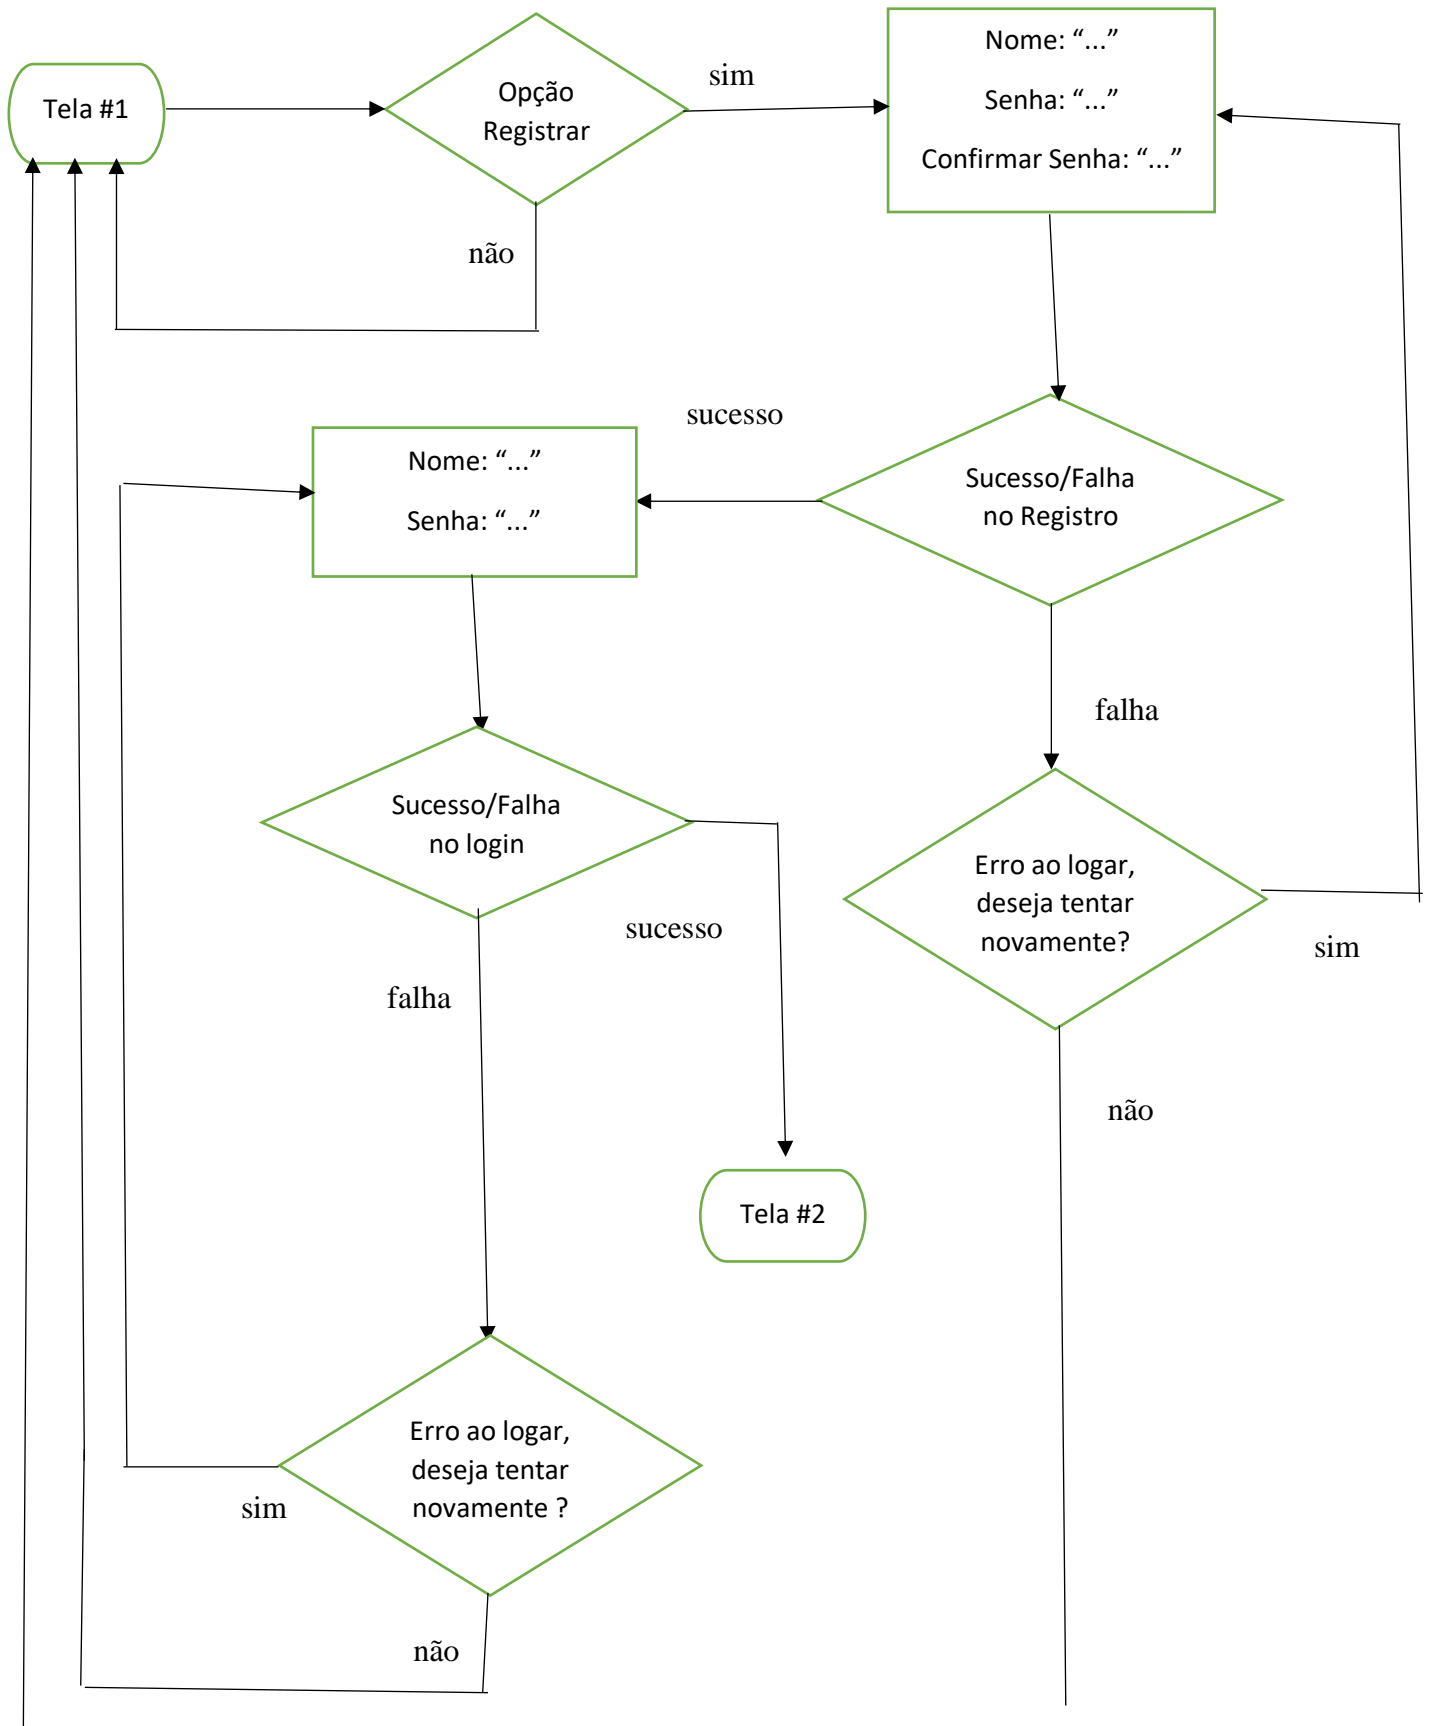 Tela #1
Opção
Registrar
sim
não
Nome: “...”
Senha: “...”
Confirmar Senha: “...”
sucesso
Sucesso/Falha
no Registro
Nome: “...”
Senha: “...”
falha
Sucesso/Falha
no login
sucesso
falha
Erro ao logar,
deseja tentar
novamente?
sim
não
Tela #2
Erro ao logar,
deseja tentar
novamente ?
sim
não